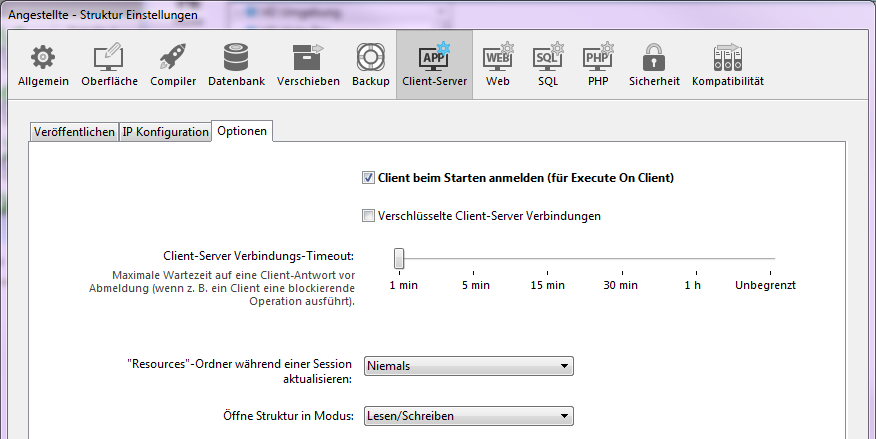 Angestellte - Struktur Einstellungen
Allgemein Oberfläche Compiler Datenbank Verschieben Backup APP Client-Server WEB Web SQL SQL PHP PHP Sicherheit Kompatibilität
Veröffentlichen IP Konfiguration Optionen
Client beim Starten anmelden (für Execute On Client)
Verschlüsselte Client-Server Verbindungen
Client-Server Verbindungs-Timeout:
Maximale Wartezeit auf eine Client-Antwort vor
Abmeldung (wenn z. B. ein Client eine blockierende
Operation ausführt).
1 min 5 min 15 min 30 min 1 h Unbegrenzt
"Resources"-Ordner während einer Session
aktualisieren:
Niemals
Öffne Struktur in Modus: Lesen/Schreiben